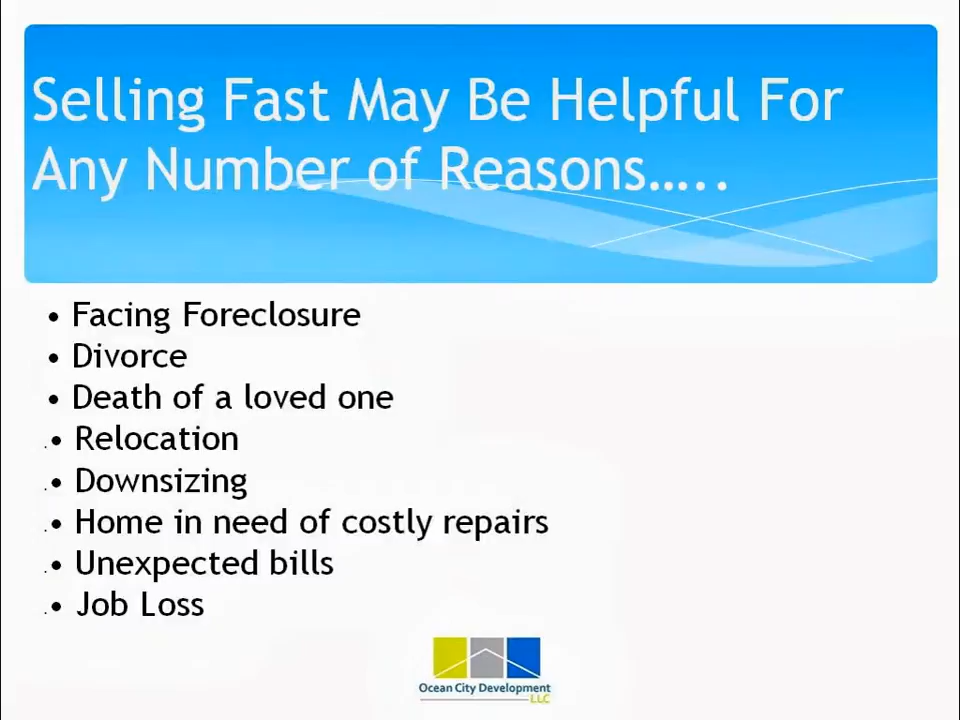 Selling Fast May Be Helpful For
Any Number of Reasons…..
• Facing Foreclosure
• Divorce
• Death of a loved one
• Relocation
• Downsizing
• Home in need of costly repairs
• Unexpected bills
• Job Loss
Ocean City Development
LLC